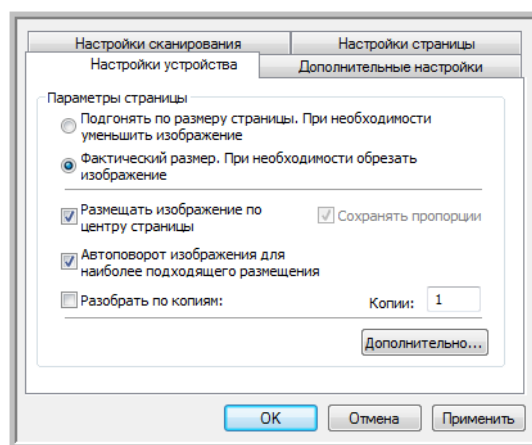 Настройки сканирования
Настройки страницы
Настройки устройства
Дополнительные настройки
Параметры страницы
Подгонять по размеру страницы. При необходимости
уменьшить изображение
Фактический размер. При необходимости обрезать
изображение
Размещать изображение по
центру страницы
Сохранять пропорции
Автоповорот изображения для
наиболее подходящего размещения
Разобрать по копиям:
Копии: 1
Дополнительно...
OK
Отмена
Применить